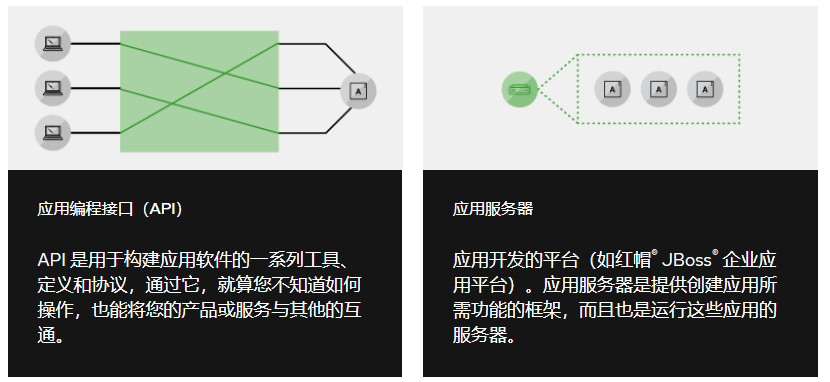 A
A
A
A
应用编程接口（API）
API 是用于构建应用软件的一系列工具、
定义和协议，通过它，就算您不知道如何
操作，也能将您的产品或服务与其他的互
通。
应用服务器
应用开发的平台（如红帽® JBoss® 企业应
用平台）。应用服务器是提供创建应用所
需功能的框架，而且也是运行这些应用的
服务器。